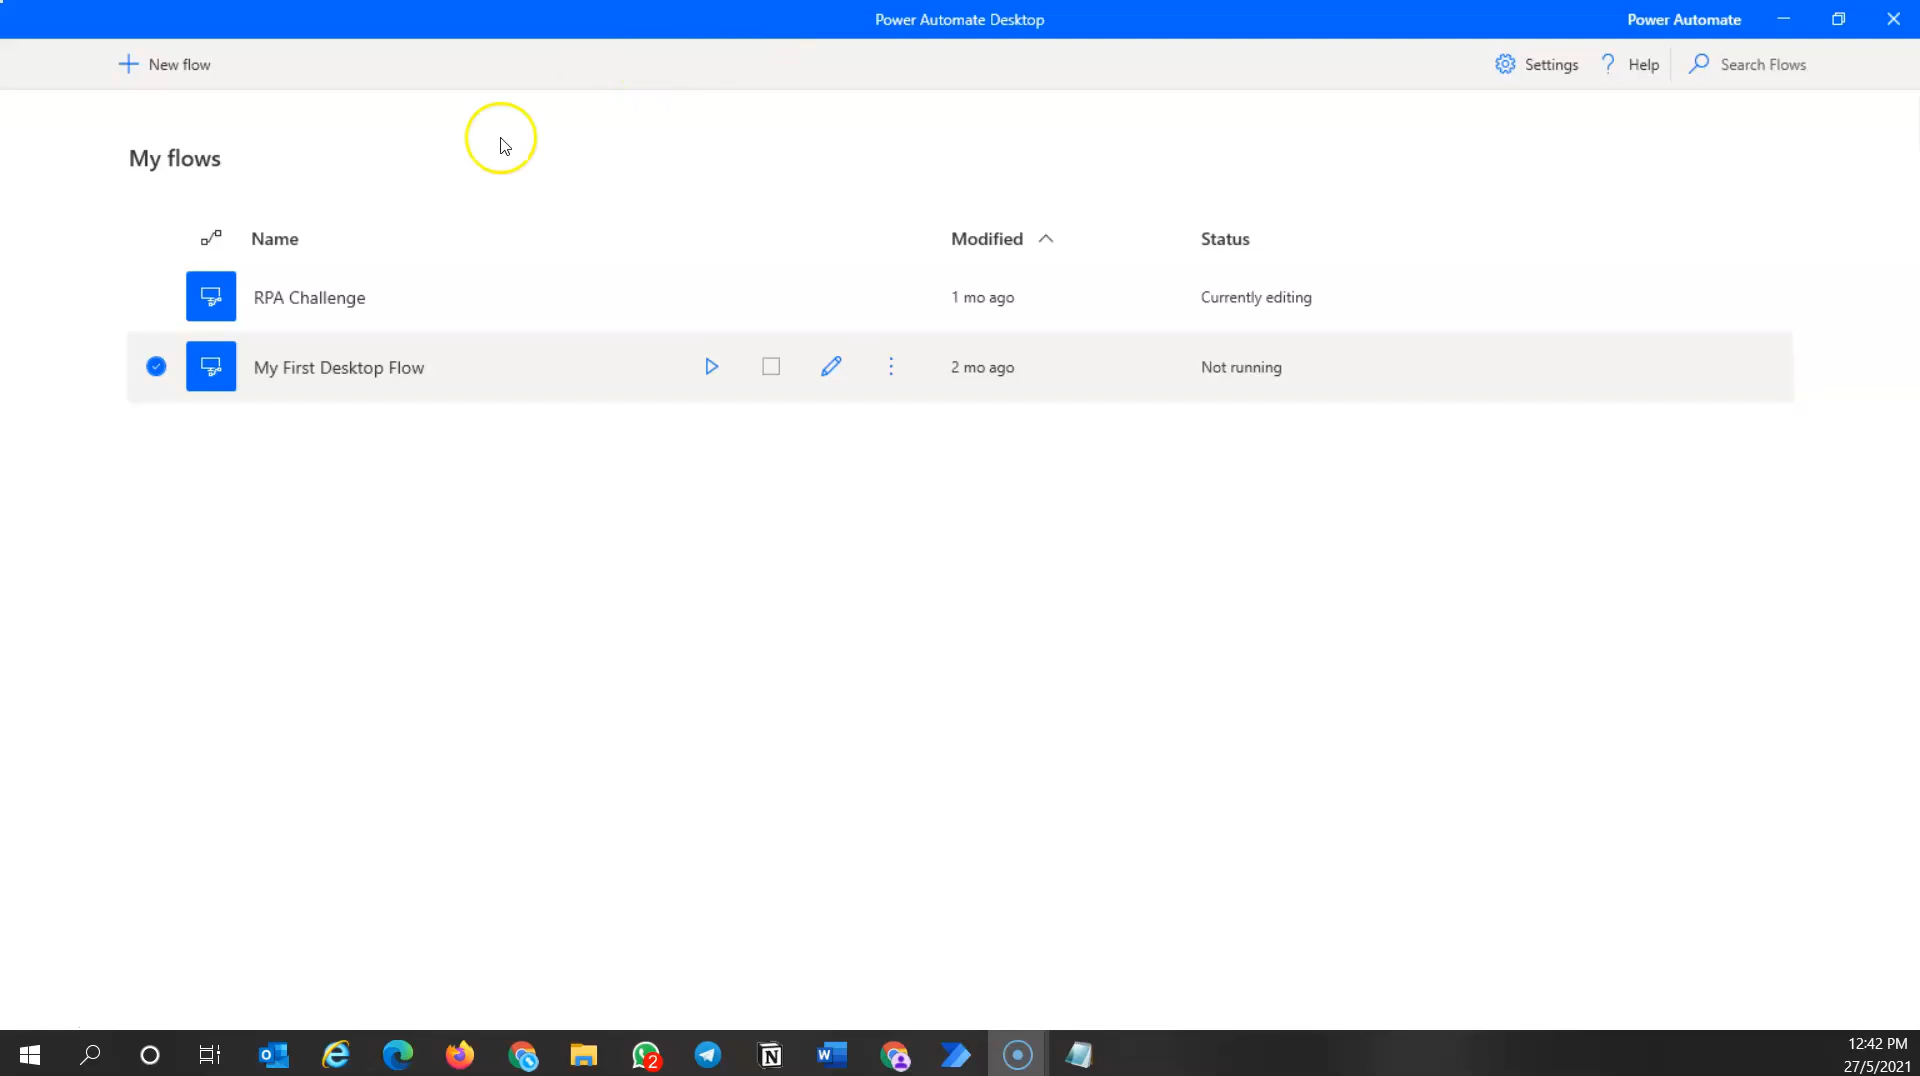 Power Automate Desktop
Power Automate
New flow
Settings
? Help
Search Flows
My flows
Name
Modified
Status
RPA Challenge
1 mo ago
Currently editing
My First Desktop Flow
2 mo ago
Not running
2
12:42 PM
27/5/2021